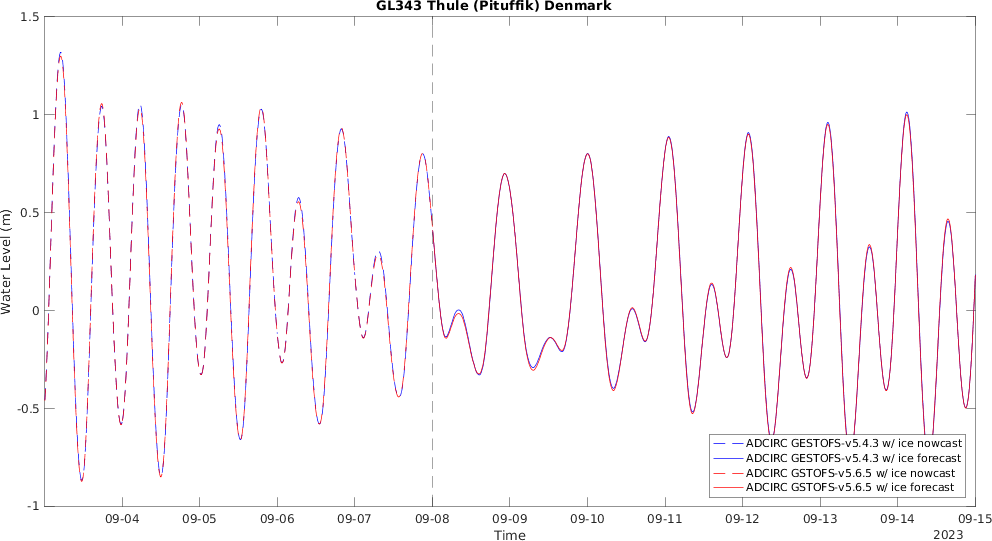 GL343 Thule (Pituffik) Denmark
1.5
1
0.5
0
-0.5
-1
Water Level (m)
ADCIRC GESTOFS-v5.4.3 w/ ice nowcast
ADCIRC GESTOFS-v5.4.3 w/ ice forecast
ADCIRC GSTOFS-v5.6.5 w/ ice nowcast
ADCIRC GSTOFS-v5.6.5 w/ ice forecast
09-04 09-05 09-06 09-07 09-08 09-09 09-10 09-11 09-12 09-13 09-14 09-15
Time
2023